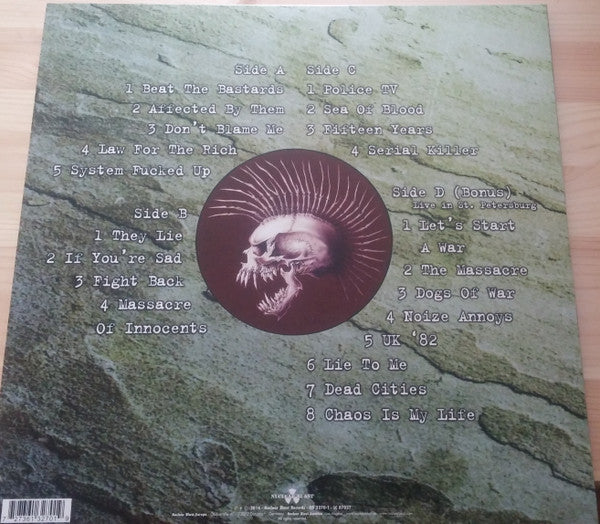 Side A
1 Beat The Bastards
2 Affected By Them
3 Don't Blame Me
4 Law For The Rich
5 System Fucked Up
Side B
1 They Lie
2 If You're Sad
3 Fight Back
4 Massacre
Of Innocents
Side C
1 Police TV
2 Sea Of Blood
3 Fifteen Years
4 Serial Killer
Side D (Bonus)
Live in St. Petersburg
1 Let's Start
A War
2 The Massacre
3 Dogs Of War
4 Noize Annoys
5 UK '82
6 Lie To Me
7 Dead Cities
8 Chaos Is My Life
NUCLEAR BLAST